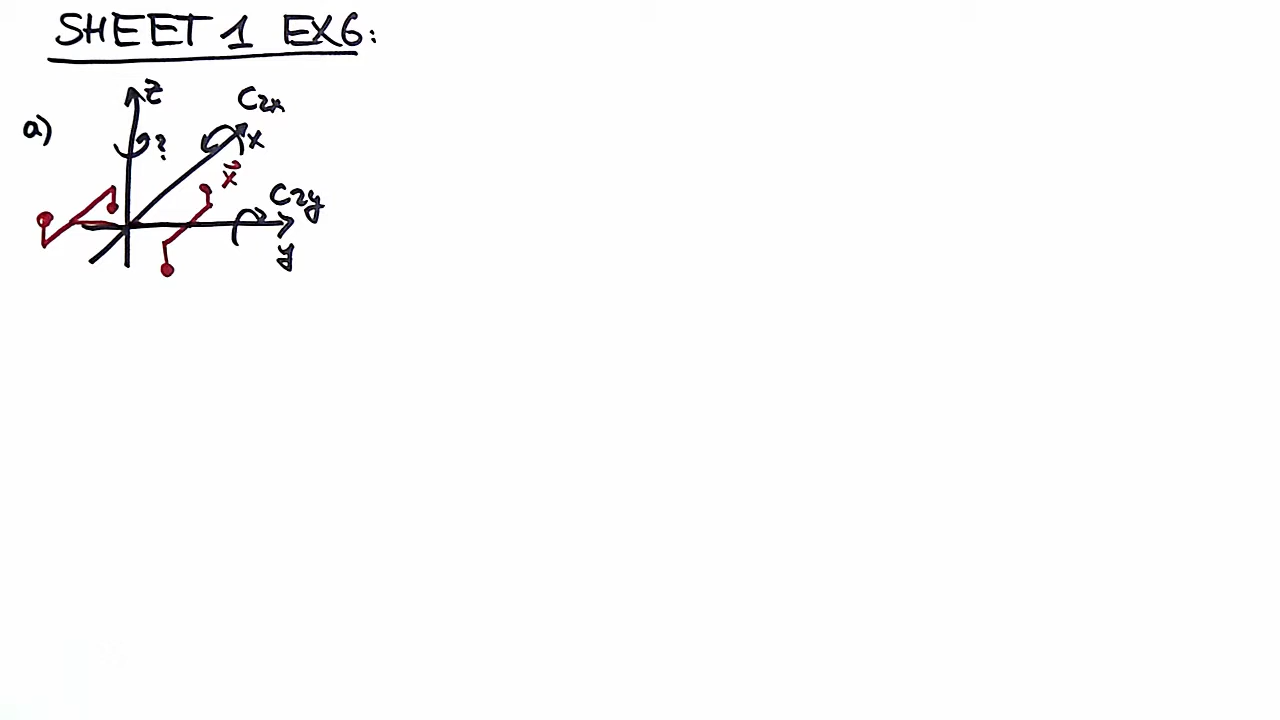 SHEET 1 EX6:
z
C2x
a)
?
x
x⃗
C2y
y